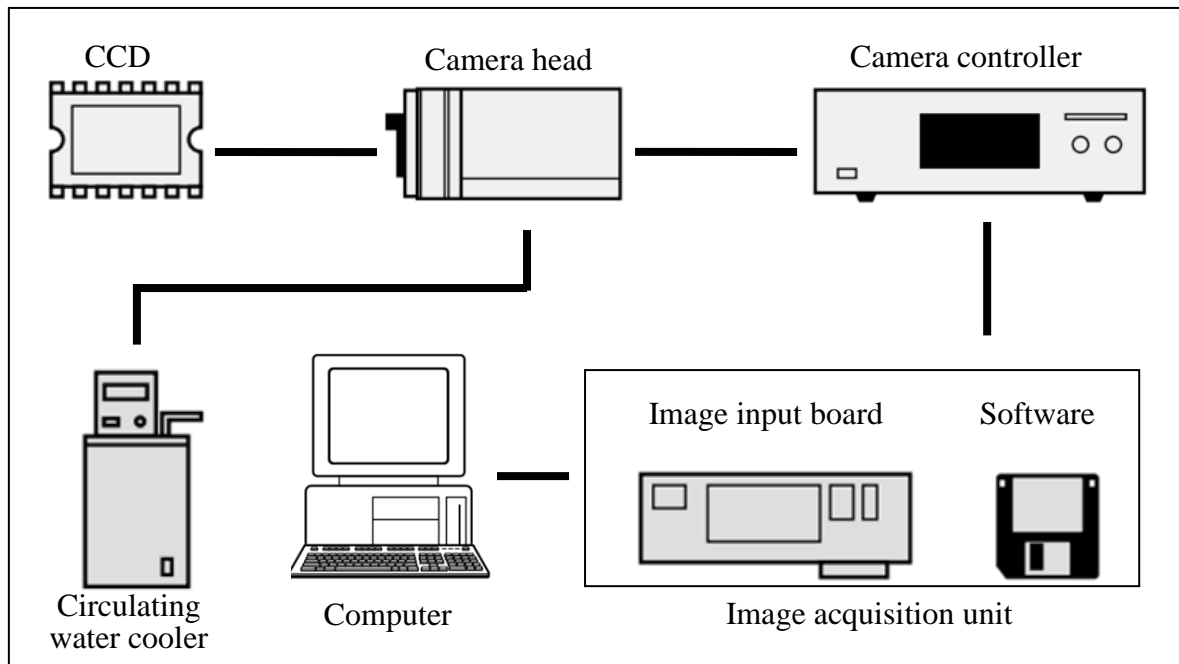 CCD
Camera head
Camera controller
Image input board
Software
Circulating
water cooler
Computer
Image acquisition unit